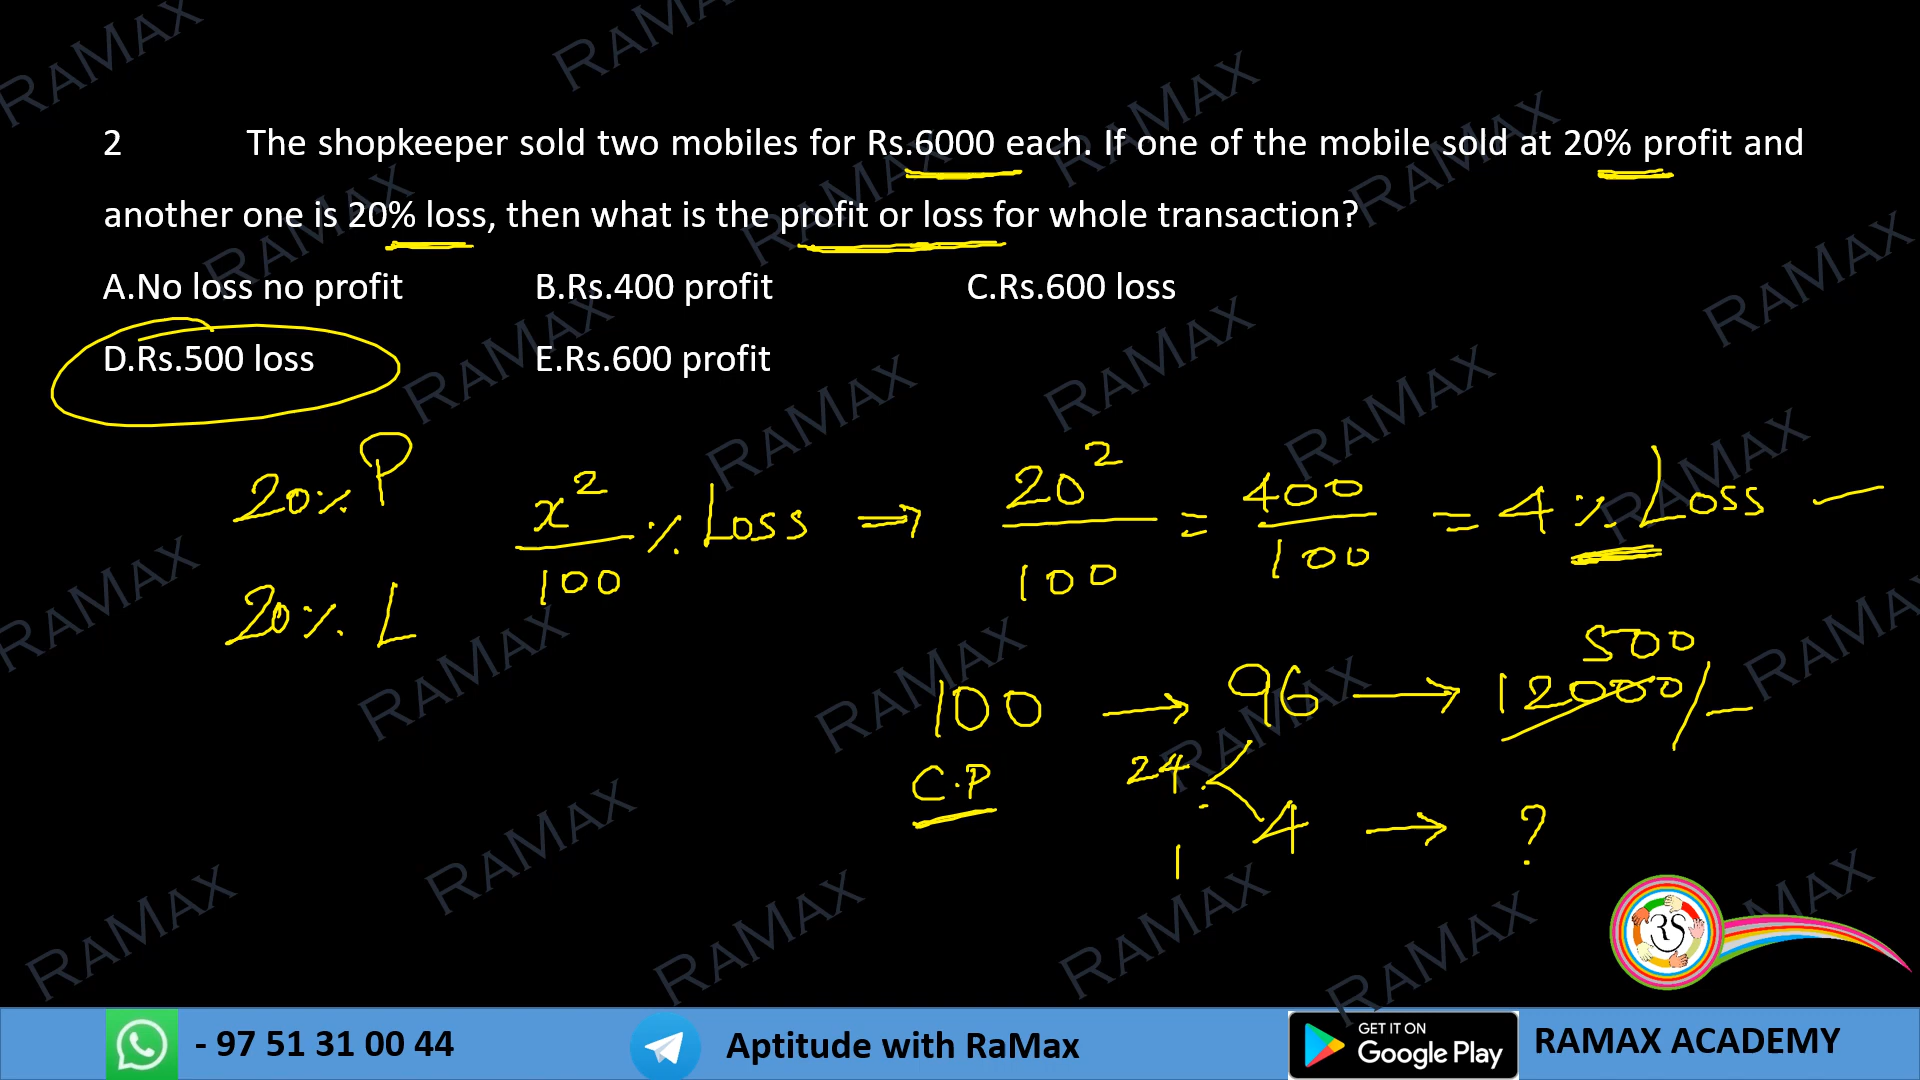 2 The shopkeeper sold two mobiles for Rs.6000 each. If one of the mobile sold at 20% profit and
another one is 20% loss, then what is the profit or loss for whole transaction?
A.No loss no profit B.Rs.400 profit C.Rs.600 loss
D.Rs.500 loss E.Rs.600 profit
20% P x²/100 % Loss ⇒ 20²/100 = 400/100 = 4% Loss
20% L
500
100 → 96 → 12000/-
C.P 24
1 4 → ?
RAMAX
RS
- 97 51 31 00 44 Aptitude with RaMax GET IT ON Google Play RAMAX ACADEMY